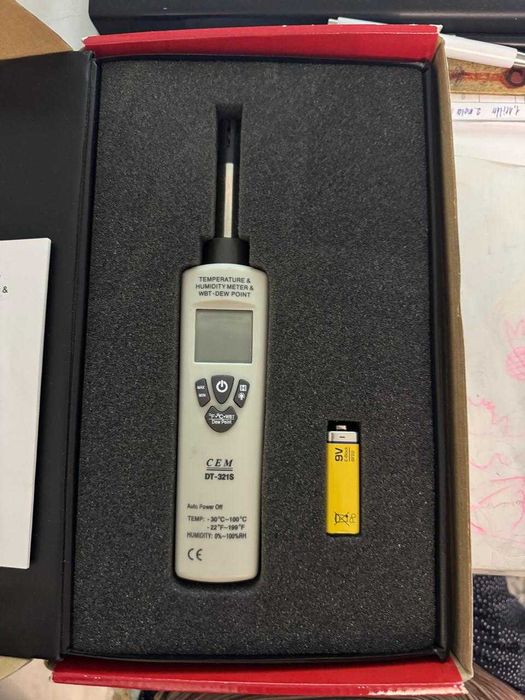 TEMPERATURE &
HUMIDITY METER &
WBT-DEW POINT
MAX
MIN
H
°F-°C-WBT
Dew Point
CEM
DT-321S
Auto Power Off
TEMP: -30°C~100°C
-22°F~199°F
HUMIDITY: 0%~100%RH
CE
9V
&